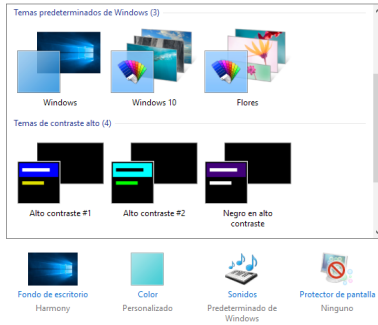 Temas predeterminados de Windows (3)
Windows
Windows 10
Flores
Temas de contraste alto (4)
Alto contraste #1
Alto contraste #2
Negro en alto
contraste
Fondo de escritorio
Harmony
Color
Personalizado
Sonidos
Predeterminado de
Windows
Protector de pantalla
Ninguno